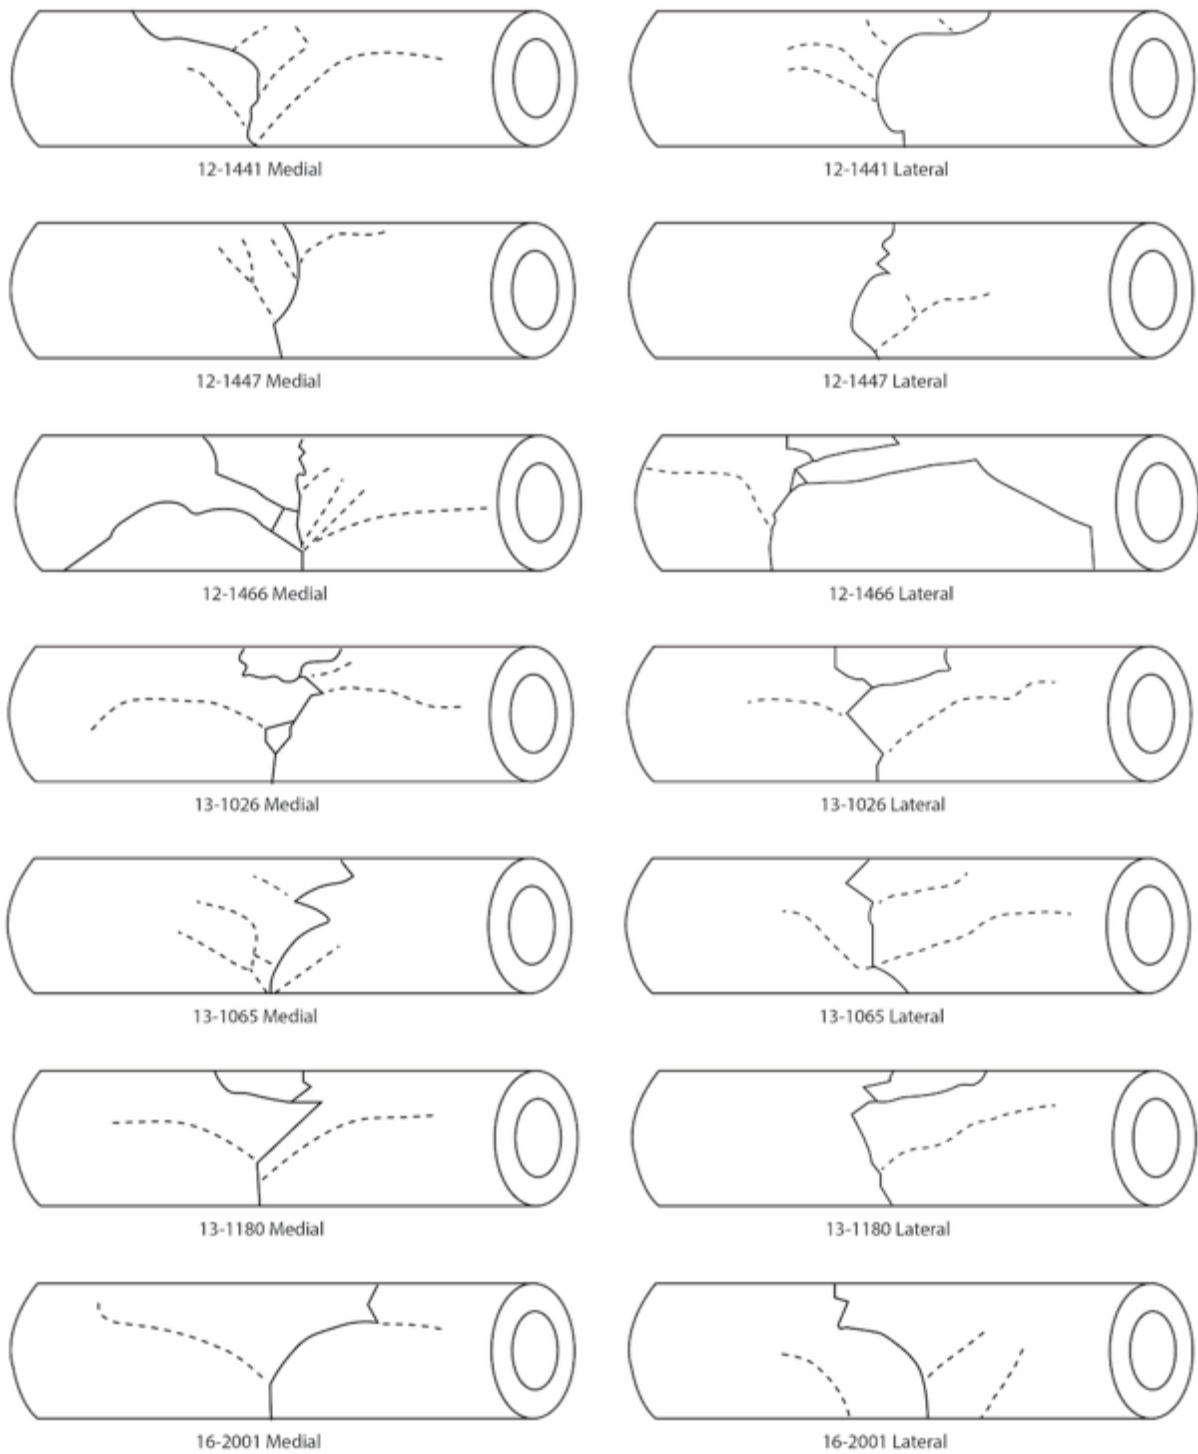 12-1441 Medial
12-1441 Lateral
12-1447 Medial
12-1447 Lateral
12-1466 Medial
12-1466 Lateral
13-1026 Medial
13-1026 Lateral
13-1065 Medial
13-1065 Lateral
13-1180 Medial
13-1180 Lateral
16-2001 Medial
16-2001 Lateral